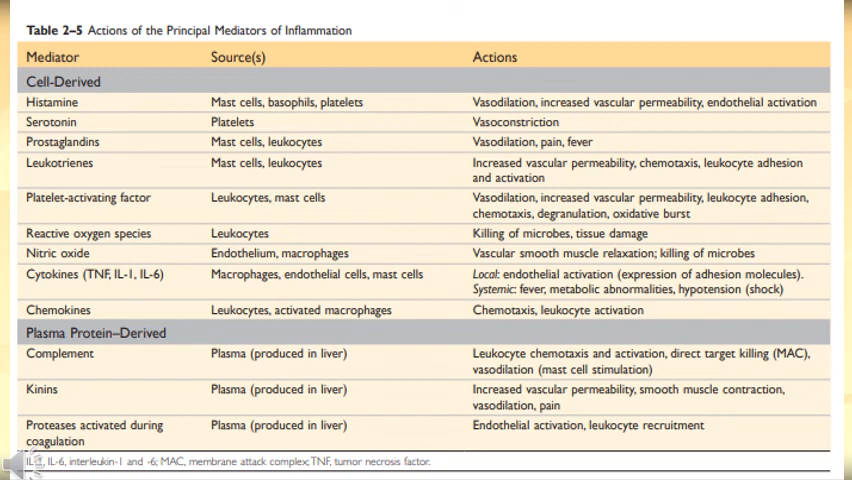 Table 2–5 Actions of the Principal Mediators of Inflammation
Mediator Source(s) Actions
Cell-Derived
Histamine Mast cells, basophils, platelets Vasodilation, increased vascular permeability, endothelial activation
Serotonin Platelets Vasoconstriction
Prostaglandins Mast cells, leukocytes Vasodilation, pain, fever
Leukotrienes Mast cells, leukocytes Increased vascular permeability, chemotaxis, leukocyte adhesion
and activation
Platelet-activating factor Leukocytes, mast cells Vasodilation, increased vascular permeability, leukocyte adhesion,
chemotaxis, degranulation, oxidative burst
Reactive oxygen species Leukocytes Killing of microbes, tissue damage
Nitric oxide Endothelium, macrophages Vascular smooth muscle relaxation; killing of microbes
Cytokines (TNF, IL-1, IL-6) Macrophages, endothelial cells, mast cells Local: endothelial activation (expression of adhesion molecules).
Systemic: fever, metabolic abnormalities, hypotension (shock)
Chemokines Leukocytes, activated macrophages Chemotaxis, leukocyte activation
Plasma Protein–Derived
Complement Plasma (produced in liver) Leukocyte chemotaxis and activation, direct target killing (MAC),
vasodilation (mast cell stimulation)
Kinins Plasma (produced in liver) Increased vascular permeability, smooth muscle contraction,
vasodilation, pain
Proteases activated during Plasma (produced in liver) Endothelial activation, leukocyte recruitment
coagulation
IL-1, IL-6, interleukin-1 and -6; MAC, membrane attack complex; TNF, tumor necrosis factor.